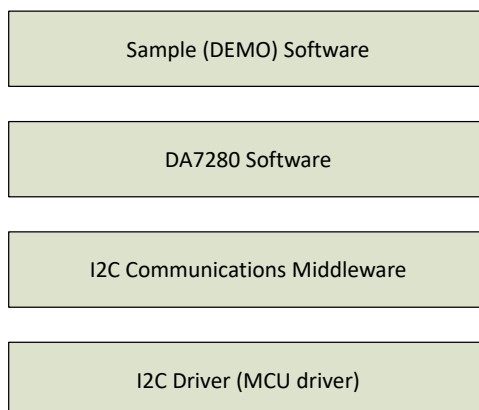 Sample (DEMO) Software
DA7280 Software
I2C Communications Middleware
I2C Driver (MCU driver)